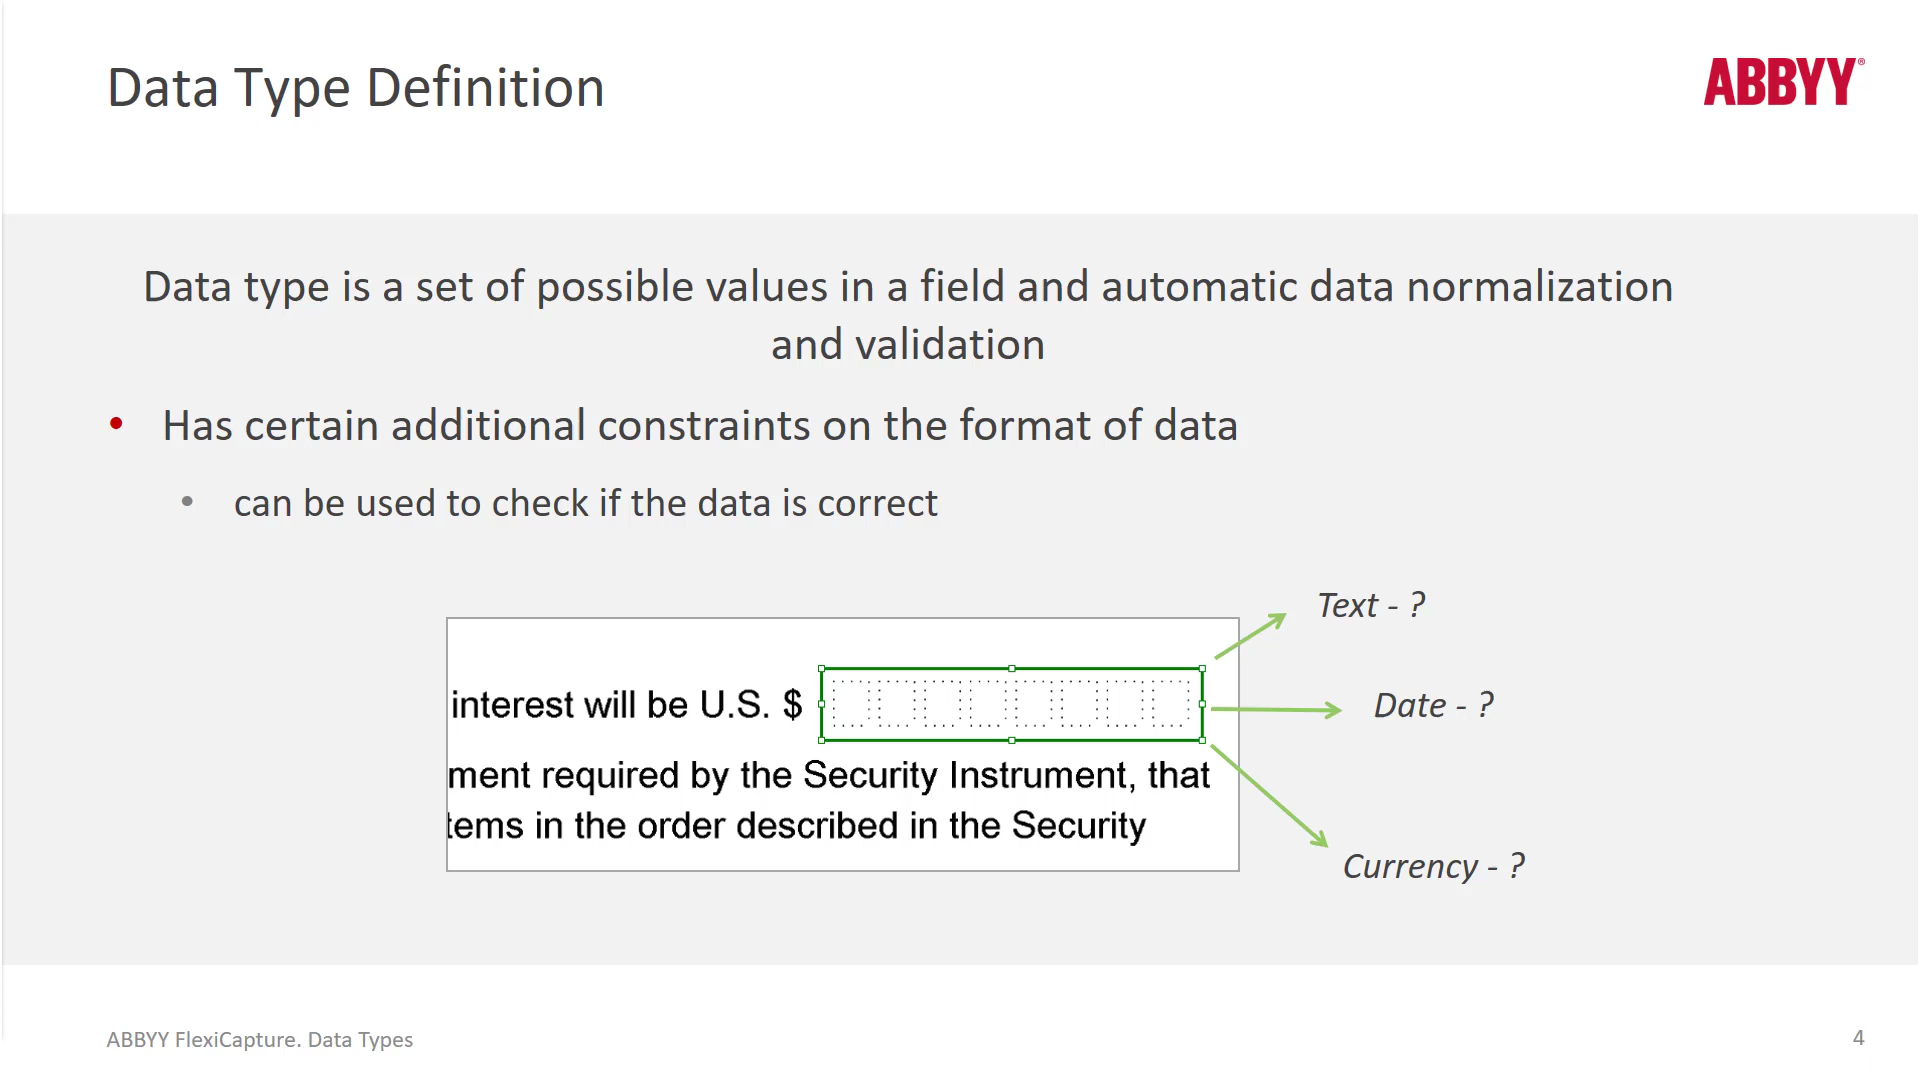 Data Type Definition
ABBYY®
Data type is a set of possible values in a field and automatic data normalization
and validation
• Has certain additional constraints on the format of data
• can be used to check if the data is correct
Text - ?
interest will be U.S. $
Date - ?
ment required by the Security Instrument, that
tems in the order described in the Security
Currency - ?
ABBYY FlexiCapture. Data Types
4